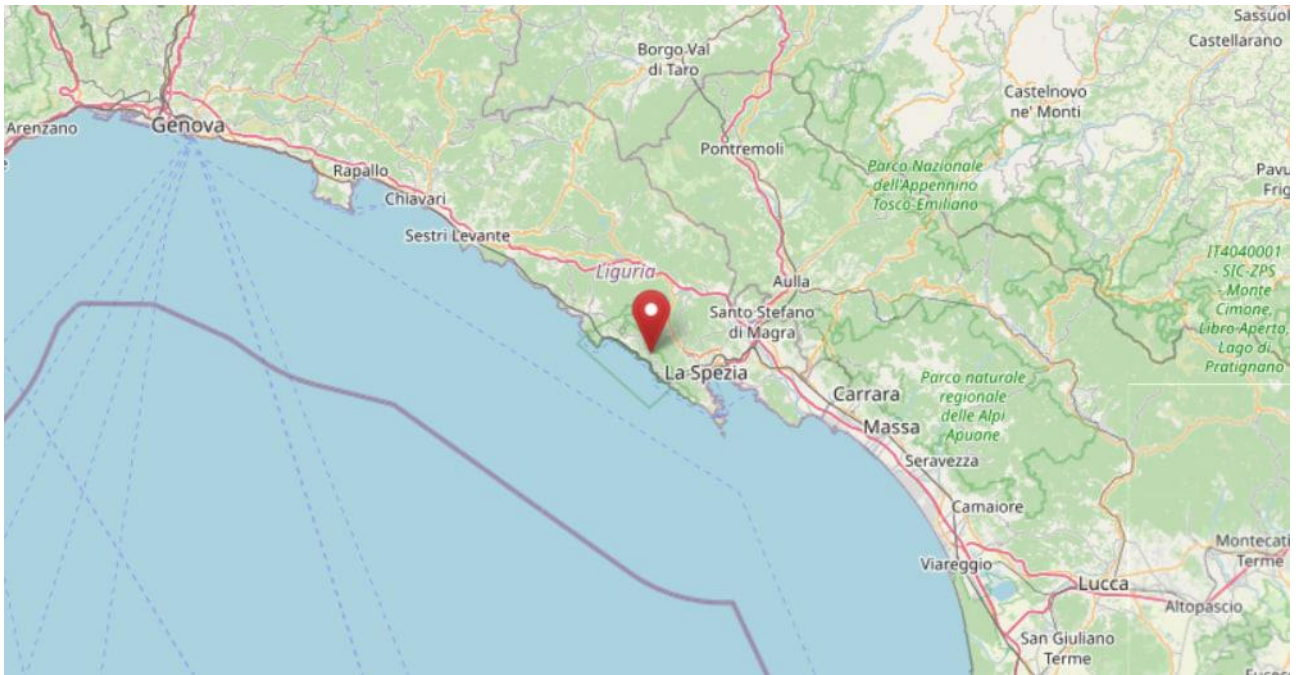 Sassuol
Castellarano
Borgo Val
di Taro
Castelnovo
ne' Monti
Arenzano
Genova
Pontremoli
Rapallo
Parco Nazionale
dell'Appennino
Tosco-Emiliano
Pavu
Frig
Chiavari
Sestri Levante
IT4040001
- SIC-ZPS
- Monte
Cimone,
Libro Aperto,
Lago di
Pratignano
Liguria
Aulla
Santo Stefano
di Magra
La Spezia
Carrara
Parco naturale
regionale
delle Alpi
Apuane
Massa
Seravezza
Camaiore
Montecati
Terme
Viareggio
Lucca
Altopascio
San Giuliano
Terme